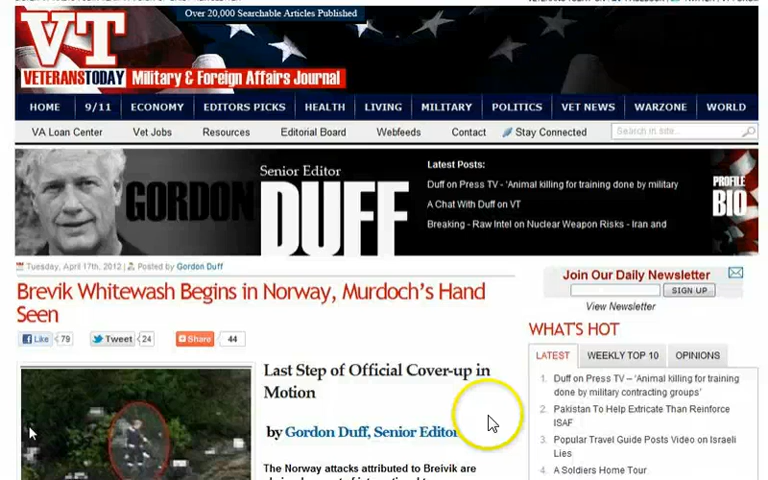 Over 20,000 Searchable Articles Published
VT
VETERANSTODAY Military & Foreign Affairs Journal
HOME 9/11 ECONOMY EDITORS PICKS HEALTH LIVING MILITARY POLITICS VET NEWS WARZONE WORLD
VA Loan Center Vet Jobs Resources Editorial Board Webfeeds Contact Stay Connected Search in site...
GORDON
Senior Editor
DUFF
Latest Posts:
Duff on Press TV - 'Animal killing for training done by military
A Chat With Duff on VT
Breaking - Raw Intel on Nuclear Weapon Risks - Iran and
PROFILE
BIO
Tuesday, April 17th, 2012 | Posted by Gordon Duff
Brevik Whitewash Begins in Norway, Murdoch's Hand
Seen
Like 79 Tweet 24 Share 44
Last Step of Official Cover-up in
Motion
by Gordon Duff, Senior Editor
The Norway attacks attributed to Breivik are
Join Our Daily Newsletter
SIGN UP
View Newsletter
WHAT'S HOT
LATEST WEEKLY TOP 10 OPINIONS
1. Duff on Press TV – 'Animal killing for training
done by military contracting groups'
2. Pakistan To Help Extricate Than Reinforce
ISAF
3. Popular Travel Guide Posts Video on Israeli
Lies
4. A Soldiers Home Tour